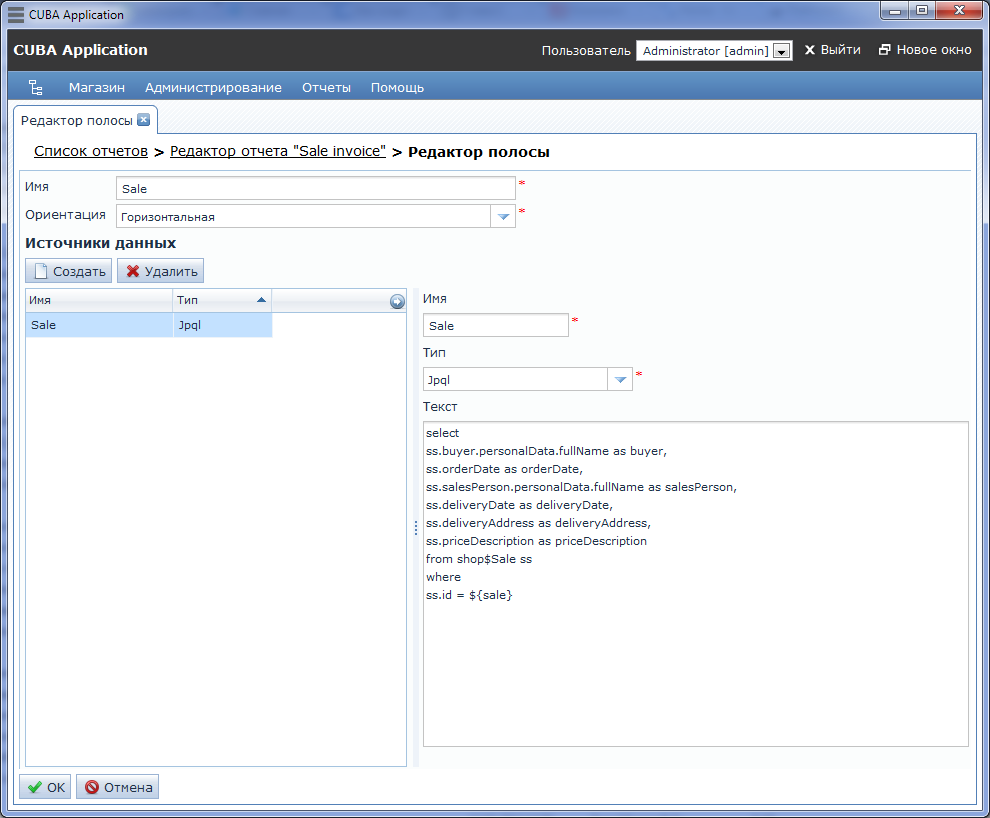 CUBA Application
CUBA Application Пользователь Administrator [admin] Выйти Новое окно
Магазин Администрирование Отчеты Помощь
Редактор полосы
Список отчетов > Редактор отчета "Sale invoice" > Редактор полосы
Имя Sale *
Ориентация Горизонтальная *
Источники данных
Создать Удалить
Имя Тип
Sale Jpql
Имя
Sale *
Тип
Jpql *
Текст
select
ss.buyer.personalData.fullName as buyer,
ss.orderDate as orderDate,
ss.salesPerson.personalData.fullName as salesPerson,
ss.deliveryDate as deliveryDate,
ss.deliveryAddress as deliveryAddress,
ss.priceDescription as priceDescription
from shop$Sale ss
where
ss.id = ${sale}
OK Отмена